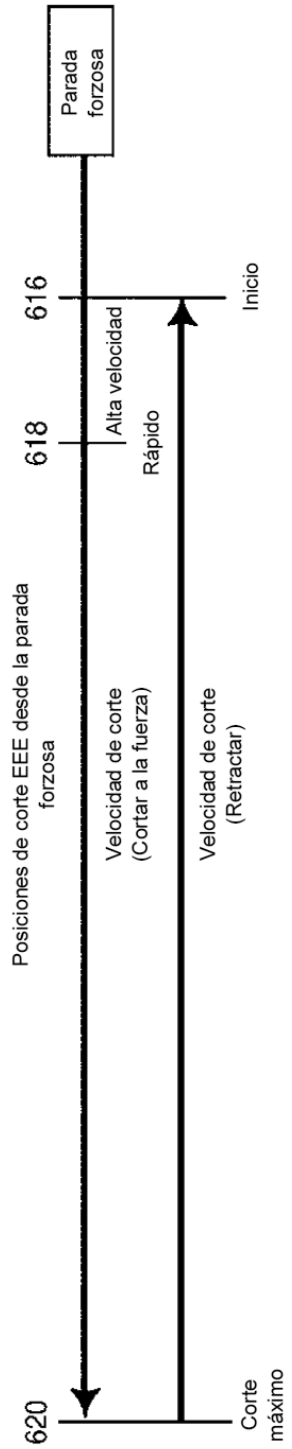 Posiciones de corte EEE desde la parada
forzosa
620
618
616
Parada
forzosa
Alta velocidad
Velocidad de corte
(Cortar a la fuerza)
Rápido
Velocidad de corte
(Retractar)
Corte
máximo
Inicio